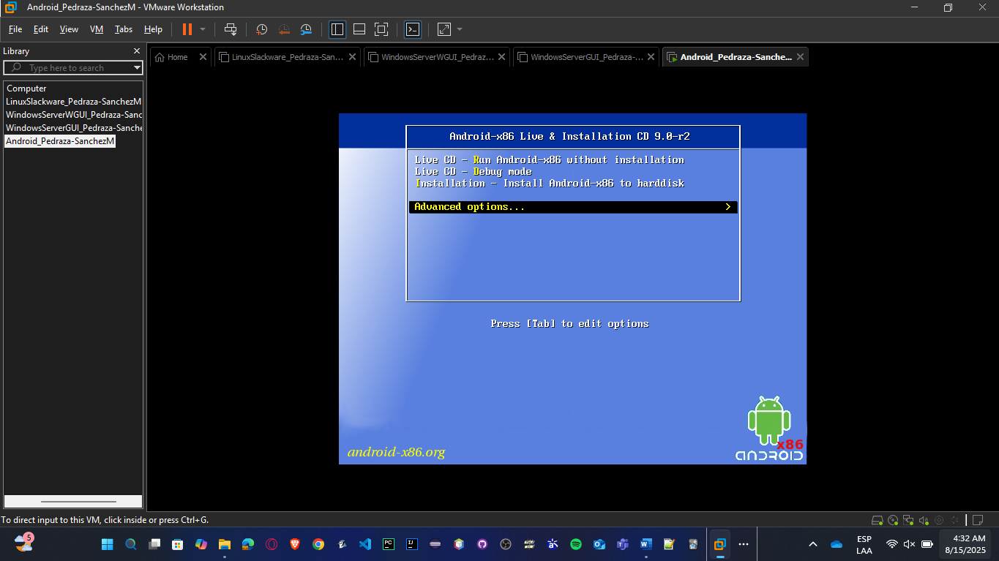 Android_Pedraza-SanchezM - VMware Workstation
File Edit View VM Tabs Help
Library
Type here to search
Computer
LinuxSlackware_Pedraza-SanchezM
WindowsServerWGUI_Pedraza-Sanc
WindowsServerGUI_Pedraza-Sanche
Android_Pedraza-SanchezM
Home
LinuxSlackware_Pedraza-San...
WindowsServerWGUI_Pedraz...
WindowsServerGUI_Pedraza-...
Android_Pedraza-Sanche...
Android-x86 Live & Installation CD 9.0-r2
Live CD - Run Android-x86 without installation
Live CD - Debug mode
Installation - Install Android-x86 to harddisk
Advanced options... >
Press [Tab] to edit options
android-x86.org
x86
ANDROID
To direct input to this VM, click inside or press Ctrl+G.
5
PC
IJ
ESP
LAA
4:32 AM
8/15/2025